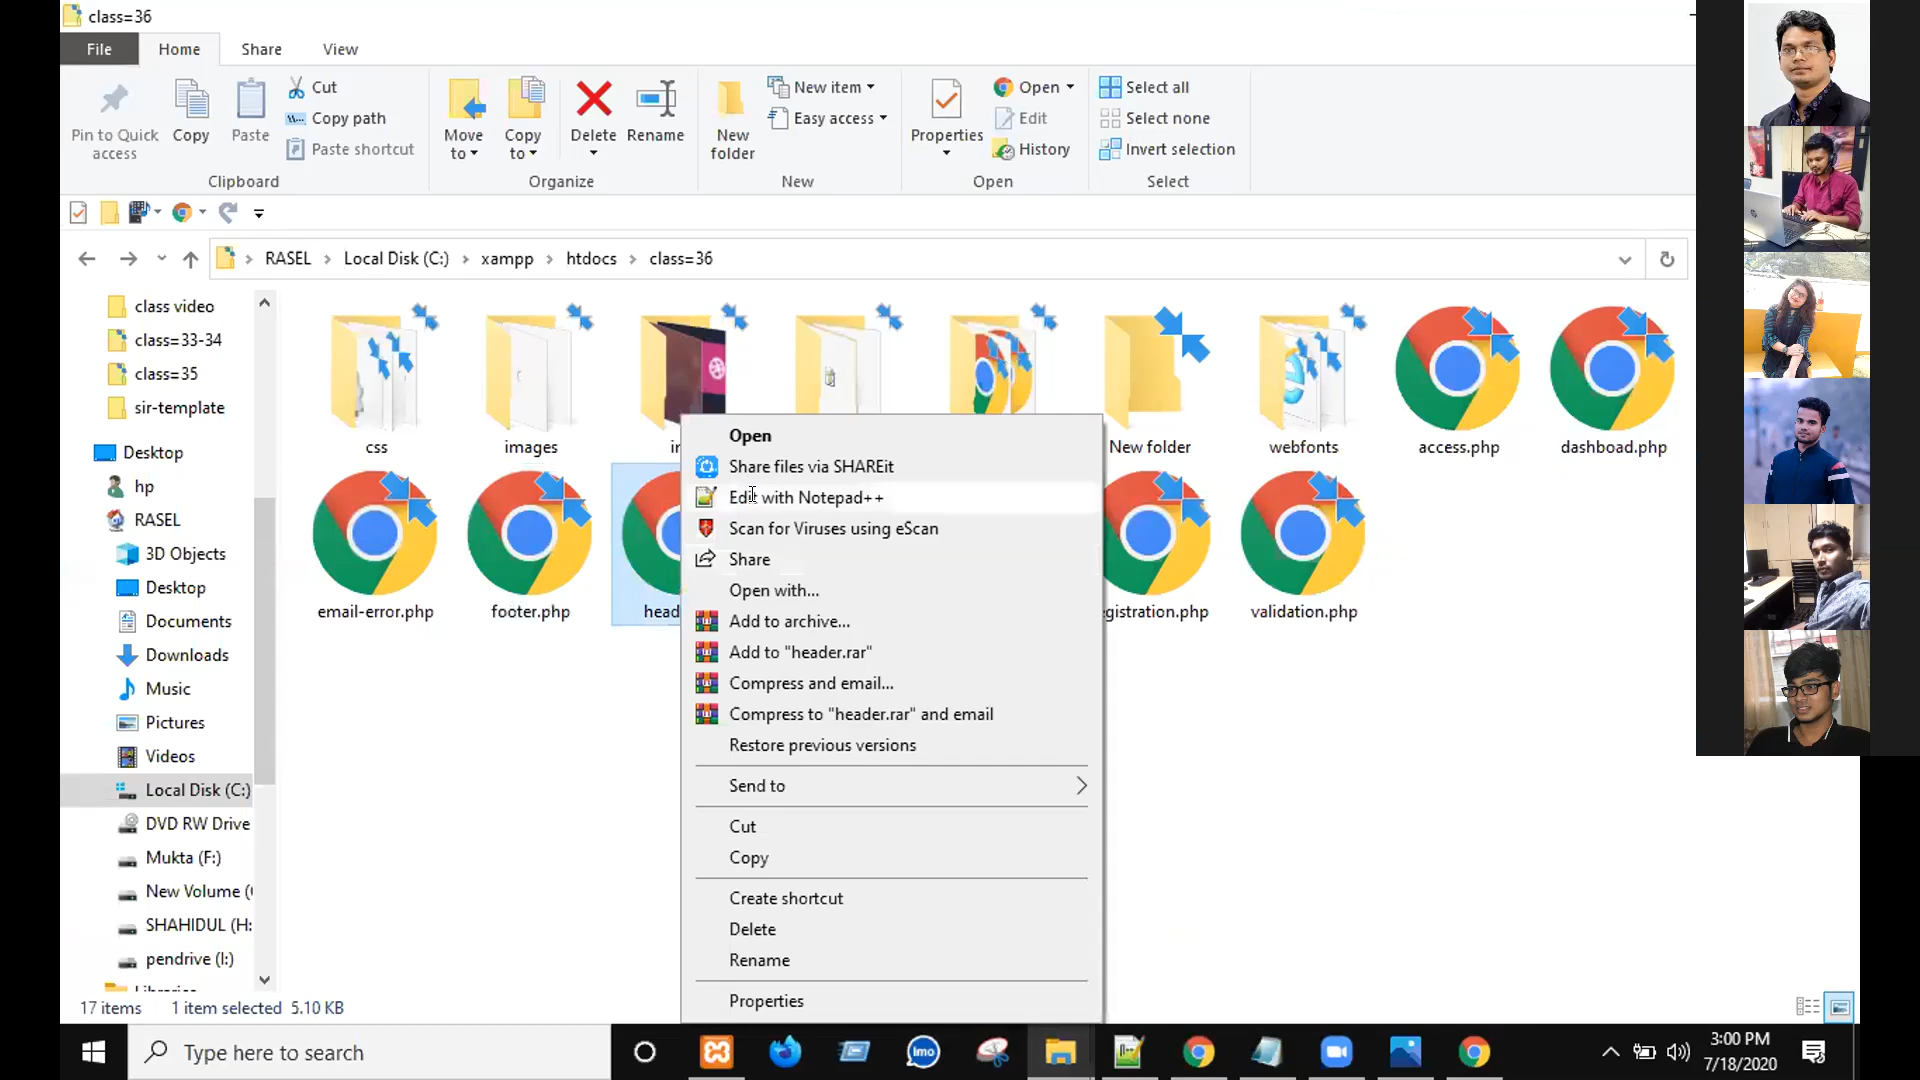 class=36
File Home Share View
Pin to Quick access
Copy
Paste
Cut
Copy path
Paste shortcut
Clipboard
Move to
Copy to
Delete
Rename
Organize
New folder
New item
Easy access
New
Properties
Open
Edit
History
Open
Select all
Select none
Invert selection
Select
RASEL > Local Disk (C:) > xampp > htdocs > class=36
class video
class=33-34
class=35
sir-template
Desktop
hp
RASEL
3D Objects
Desktop
Documents
Downloads
Music
Pictures
Videos
Local Disk (C:)
DVD RW Drive
Mukta (F:)
New Volume (
SHAHIDUL (H:
pendrive (I:)
css
images
New folder
webfonts
access.php
dashboad.php
email-error.php
footer.php
head
gistration.php
validation.php
Open
Share files via SHAREit
Edit with Notepad++
Scan for Viruses using eScan
Share
Open with...
Add to archive...
Add to "header.rar"
Compress and email...
Compress to "header.rar" and email
Restore previous versions
Send to
Cut
Copy
Create shortcut
Delete
Rename
Properties
17 items 1 item selected 5.10 KB
Type here to search
imo
3:00 PM
7/18/2020